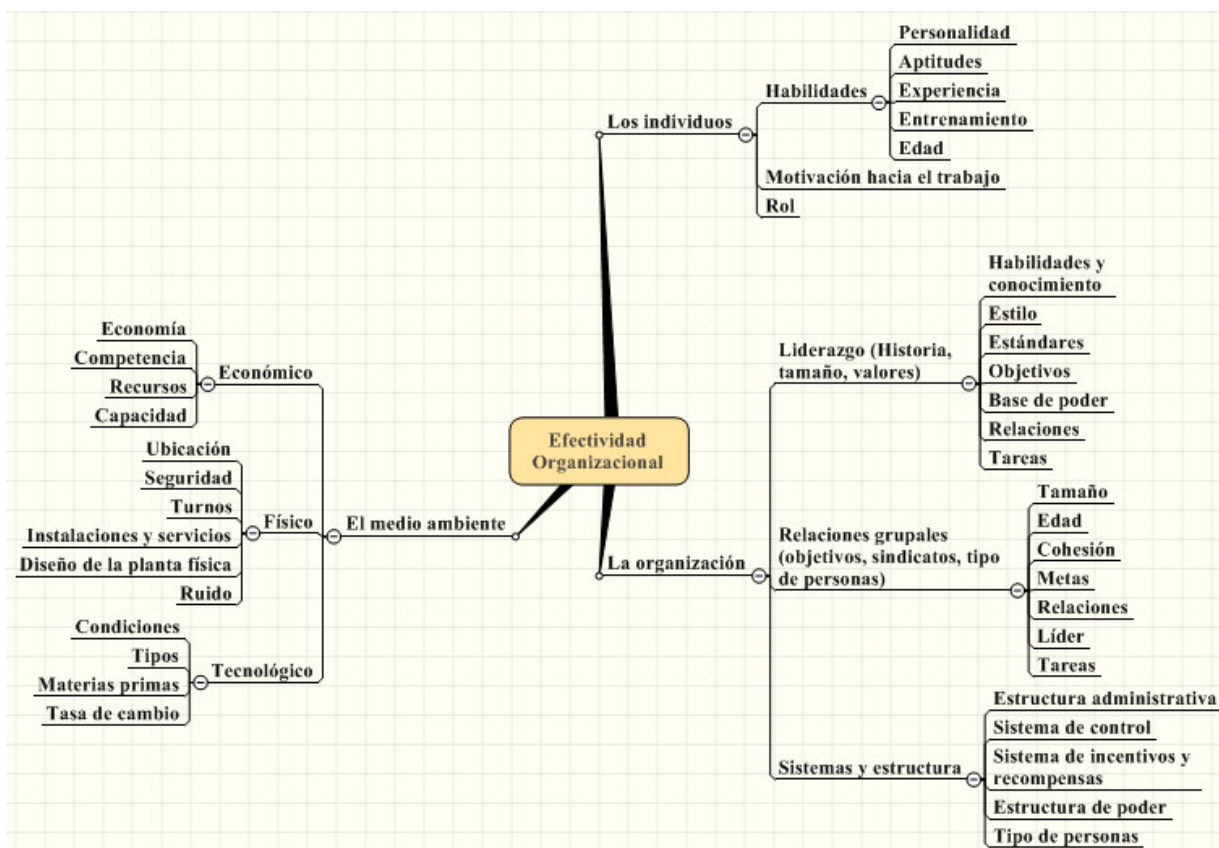 Efectividad
Organizacional
Los individuos
Habilidades
Personalidad
Aptitudes
Experiencia
Entrenamiento
Edad
Motivación hacia el trabajo
Rol
La organización
Liderazgo (Historia,
tamaño, valores)
Habilidades y
conocimiento
Estilo
Estándares
Objetivos
Base de poder
Relaciones
Tareas
Relaciones grupales
(objetivos, sindicatos, tipo
de personas)
Tamaño
Edad
Cohesión
Metas
Relaciones
Líder
Tareas
Sistemas y estructura
Estructura administrativa
Sistema de control
Sistema de incentivos y
recompensas
Estructura de poder
Tipo de personas
El medio ambiente
Económico
Economía
Competencia
Recursos
Capacidad
Físico
Ubicación
Seguridad
Turnos
Instalaciones y servicios
Diseño de la planta física
Ruido
Tecnológico
Condiciones
Tipos
Materias primas
Tasa de cambio